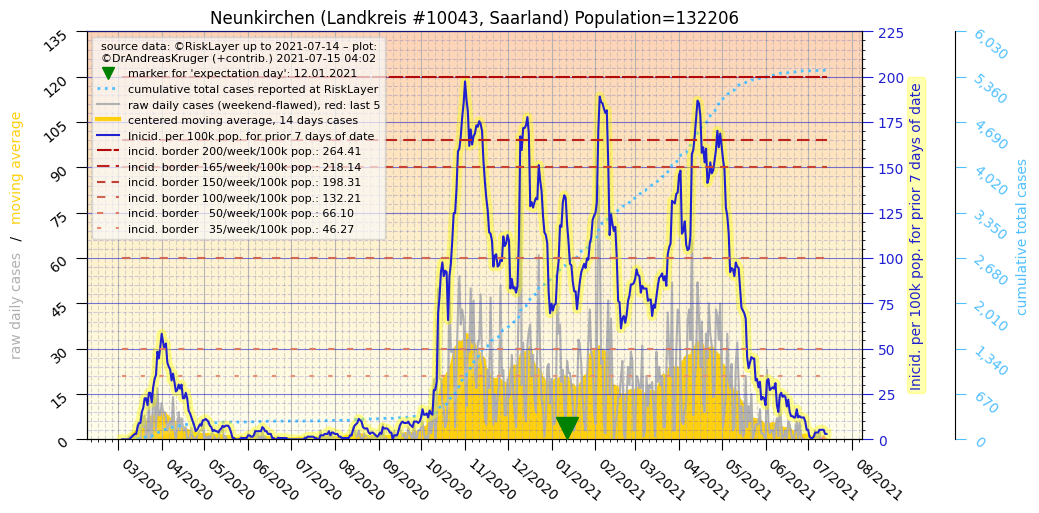 Neunkirchen (Landkreis #10043, Saarland) Population=132206
source data: ©RiskLayer up to 2021-07-14 – plot:
©DrAndreasKruger (+contrib.) 2021-07-15 04:02
marker for 'expectation day': 12.01.2021
cumulative total cases reported at RiskLayer
raw daily cases (weekend-flawed), red: last 5
centered moving average, 14 days cases
Inicid. per 100k pop. for prior 7 days of date
incid. border 200/week/100k pop.: 264.41
incid. border 165/week/100k pop.: 218.14
incid. border 150/week/100k pop.: 198.31
incid. border 100/week/100k pop.: 132.21
incid. border   50/week/100k pop.: 66.10
incid. border   35/week/100k pop.: 46.27
raw daily cases / moving average
135
120
105
90
75
60
45
30
15
0
03/2020
04/2020
05/2020
06/2020
07/2020
08/2020
09/2020
10/2020
11/2020
12/2020
01/2021
02/2021
03/2021
04/2021
05/2021
06/2021
07/2021
08/2021
225
200
175
150
125
100
75
50
25
0
Inicid. per 100k pop. for prior 7 days of date
6,030
5,360
4,690
4,020
3,350
2,680
2,010
1,340
670
0
cumulative total cases